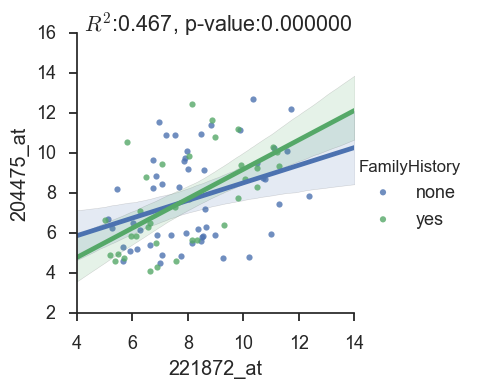 R²:0.467, p-value:0.000000
16
14
12
10
8
6
4
2
204475_at
4 6 8 10 12 14
221872_at
FamilyHistory
none
yes